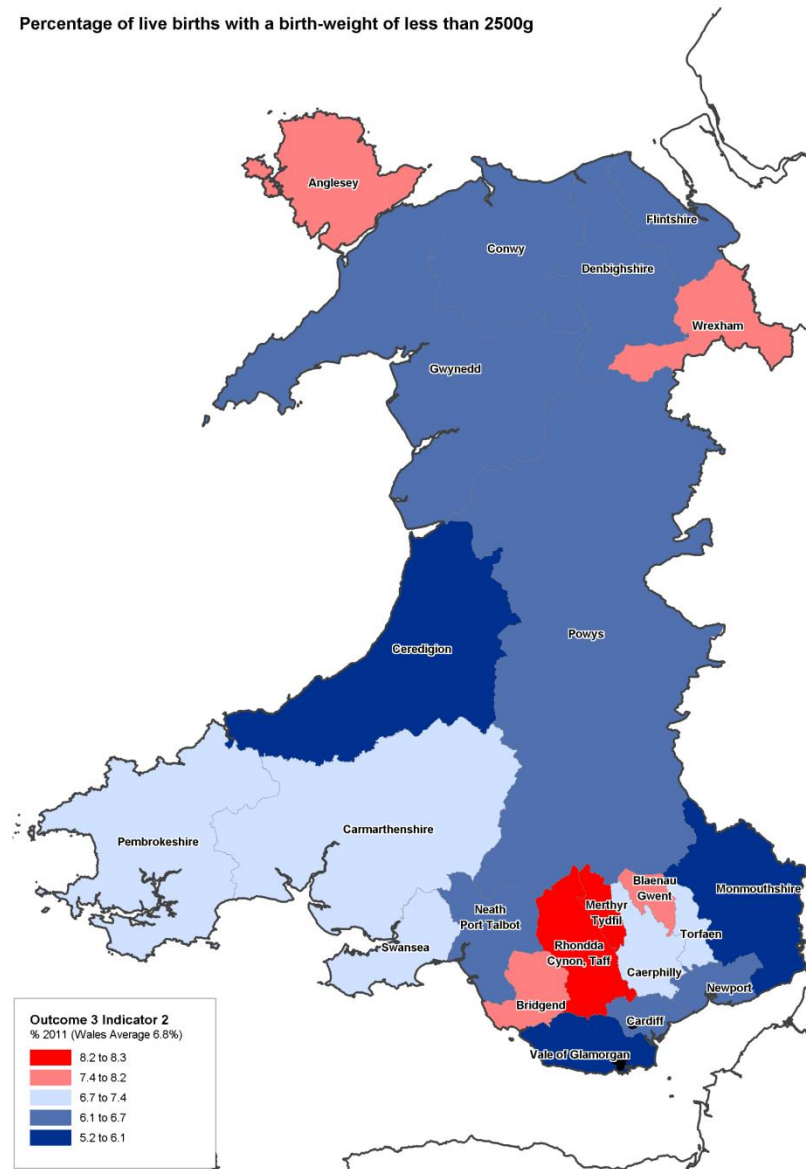 Percentage of live births with a birth-weight of less than 2500g
Anglesey
Flintshire
Conwy
Denbighshire
Wrexham
Gwynedd
Powys
Ceredigion
Carmarthenshire
Pembrokeshire
Blaenau
Gwent
Monmouthshire
Merthyr
Tydfil
Neath
Port Talbot
Torfaen
Swansea
Rhondda
Cynon, Taff
Caerphilly
Newport
Bridgend
Cardiff
Vale of Glamorgan
Outcome 3 Indicator 2
% 2011 (Wales Average 6.8%)
8.2 to 8.3
7.4 to 8.2
6.7 to 7.4
6.1 to 6.7
5.2 to 6.1